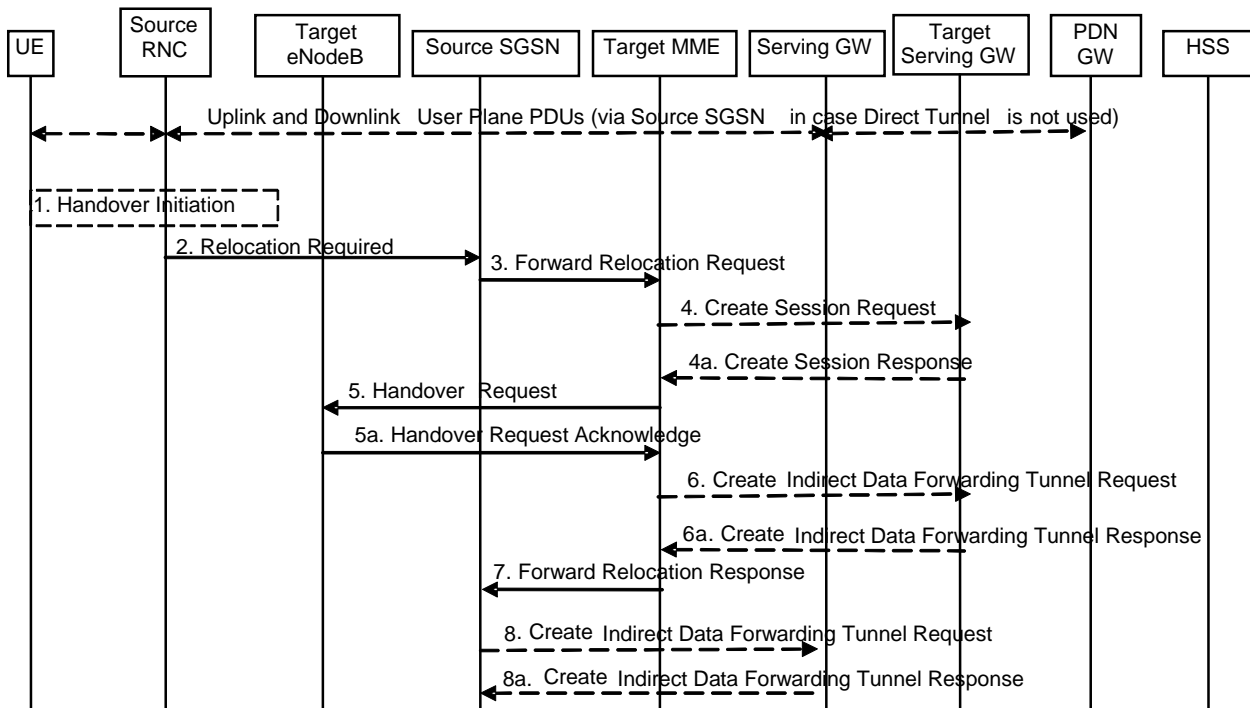 UE
Source
RNC
Target
eNodeB
Source SGSN
Target MME
Serving GW
Target
Serving GW
PDN
GW
HSS
Uplink and Downlink User Plane PDUs (via Source SGSN in case Direct Tunnel is not used)
1. Handover Initiation
2. Relocation Required
3. Forward Relocation Request
4. Create Session Request
4a. Create Session Response
5. Handover Request
5a. Handover Request Acknowledge
6. Create Indirect Data Forwarding Tunnel Request
6a. Create Indirect Data Forwarding Tunnel Response
7. Forward Relocation Response
8. Create Indirect Data Forwarding Tunnel Request
8a. Create Indirect Data Forwarding Tunnel Response